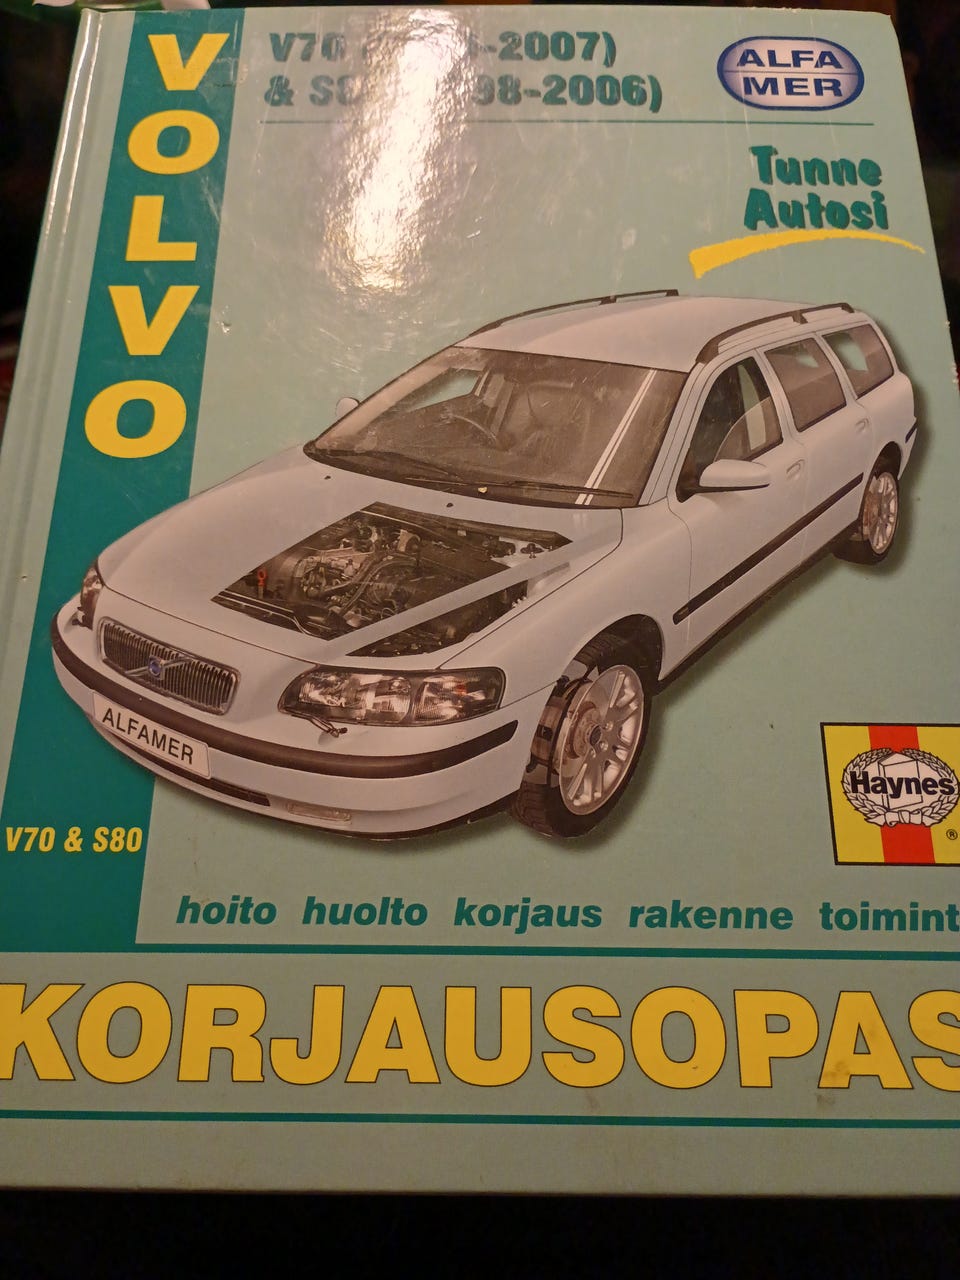 VOLVO
V70 -2007)
& 98-2006)
ALFA
MER
Tunne
Autosi
ALFAMER
Haynes
®
V70 & S80
hoito huolto korjaus rakenne toimint
KORJAUSOPAS